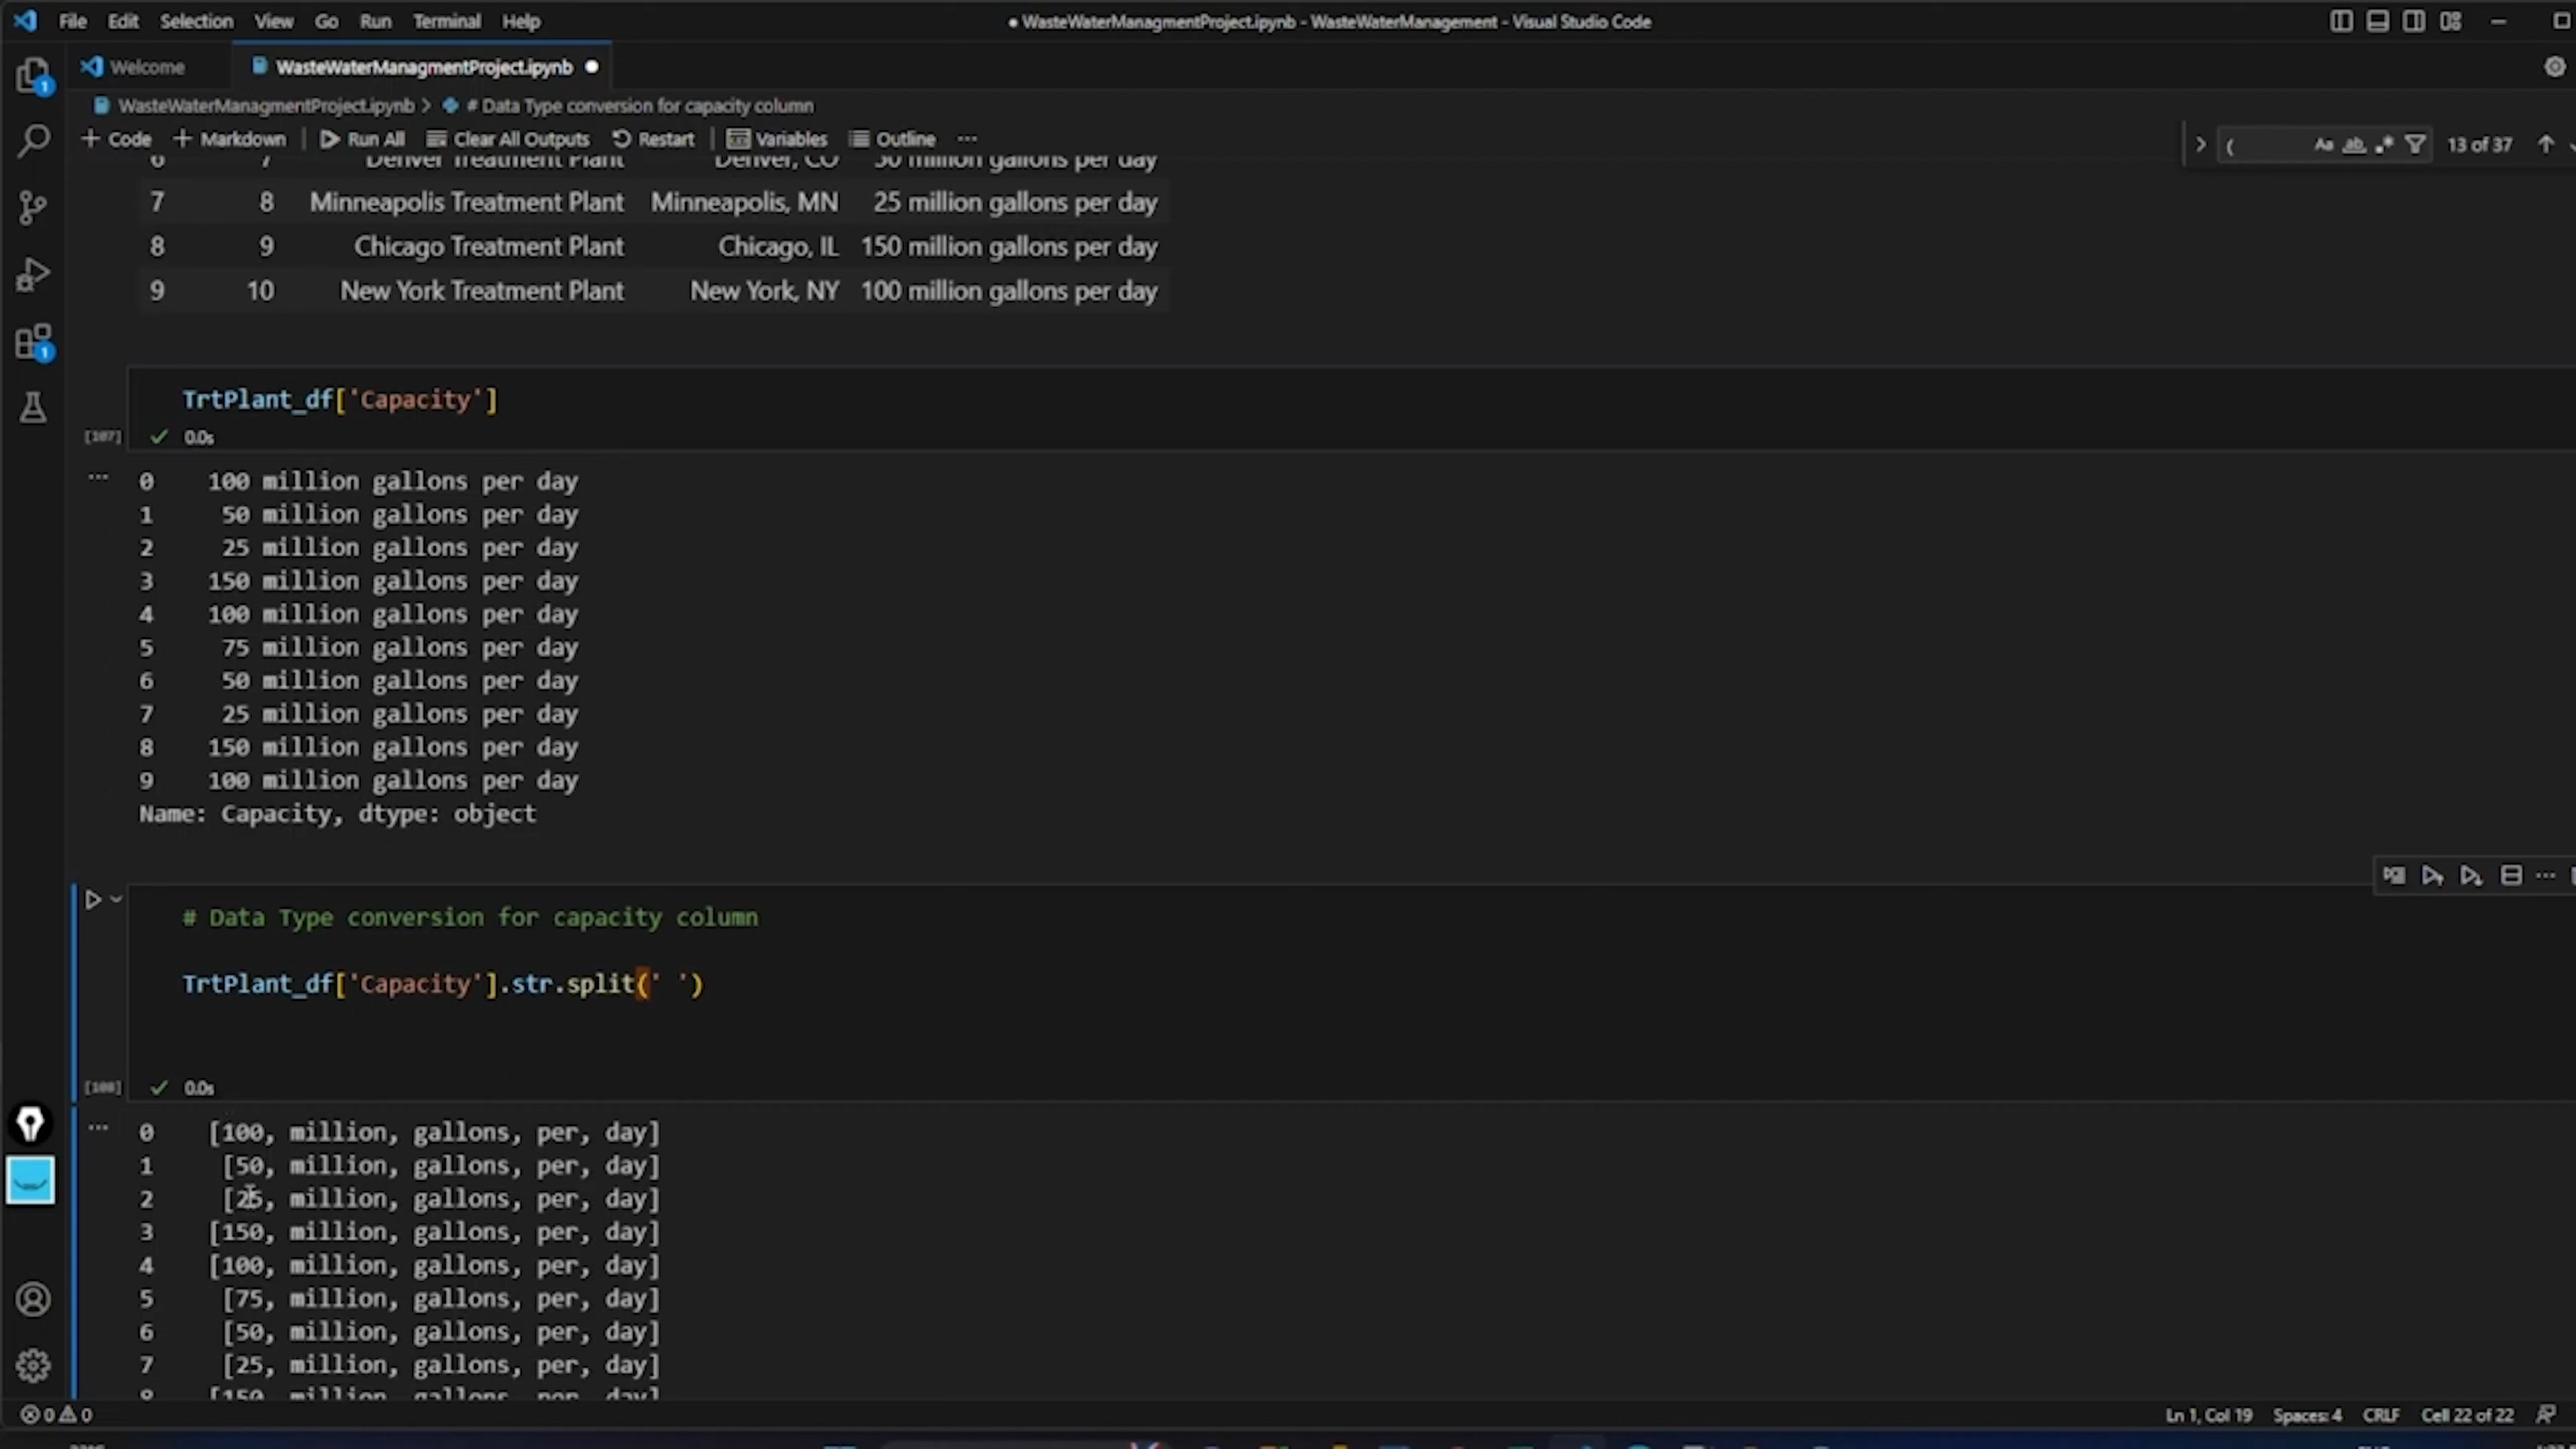 File Edit Selection View Go Run Terminal Help
● WasteWaterManagmentProject.ipynb - WasteWaterManagement - Visual Studio Code
Welcome
WasteWaterManagmentProject.ipynb ●
WasteWaterManagmentProject.ipynb > # Data Type conversion for capacity column
+ Code + Markdown | Run All Clear All Outputs Restart | Variables Outline ...
( Aa ab .* 13 of 37
6 7 Denver Treatment Plant Denver, CO 50 million gallons per day
7 8 Minneapolis Treatment Plant Minneapolis, MN 25 million gallons per day
8 9 Chicago Treatment Plant Chicago, IL 150 million gallons per day
9 10 New York Treatment Plant New York, NY 100 million gallons per day
TrtPlant_df['Capacity']
[107] ✓ 0.0s
... 0 100 million gallons per day
1 50 million gallons per day
2 25 million gallons per day
3 150 million gallons per day
4 100 million gallons per day
5 75 million gallons per day
6 50 million gallons per day
7 25 million gallons per day
8 150 million gallons per day
9 100 million gallons per day
Name: Capacity, dtype: object
# Data Type conversion for capacity column
TrtPlant_df['Capacity'].str.split(' ')
[108] ✓ 0.0s
... 0 [100, million, gallons, per, day]
1 [50, million, gallons, per, day]
2 [25, million, gallons, per, day]
3 [150, million, gallons, per, day]
4 [100, million, gallons, per, day]
5 [75, million, gallons, per, day]
6 [50, million, gallons, per, day]
7 [25, million, gallons, per, day]
8 [150, million, gallons, per, day]
0 0
Ln 1, Col 19 Spaces: 4 CRLF Cell 22 of 22